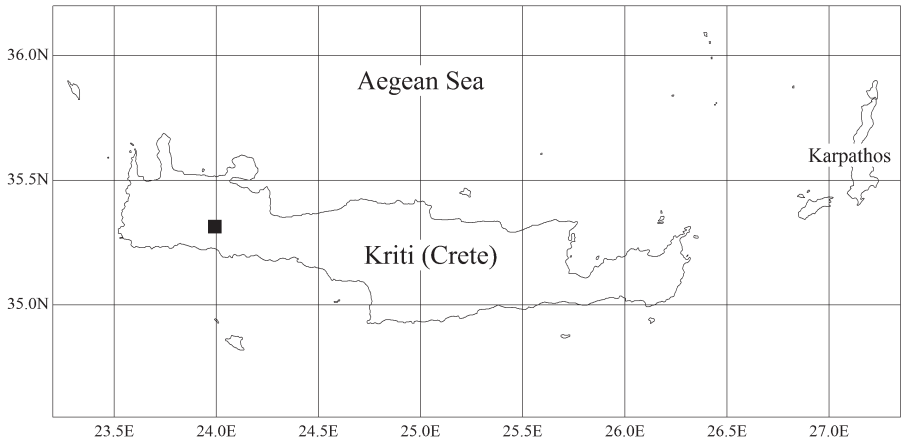 36.0N
Aegean Sea
Karpathos
35.5N
Kriti (Crete)
35.0N
23.5E 24.0E 24.5E 25.0E 25.5E 26.0E 26.5E 27.0E